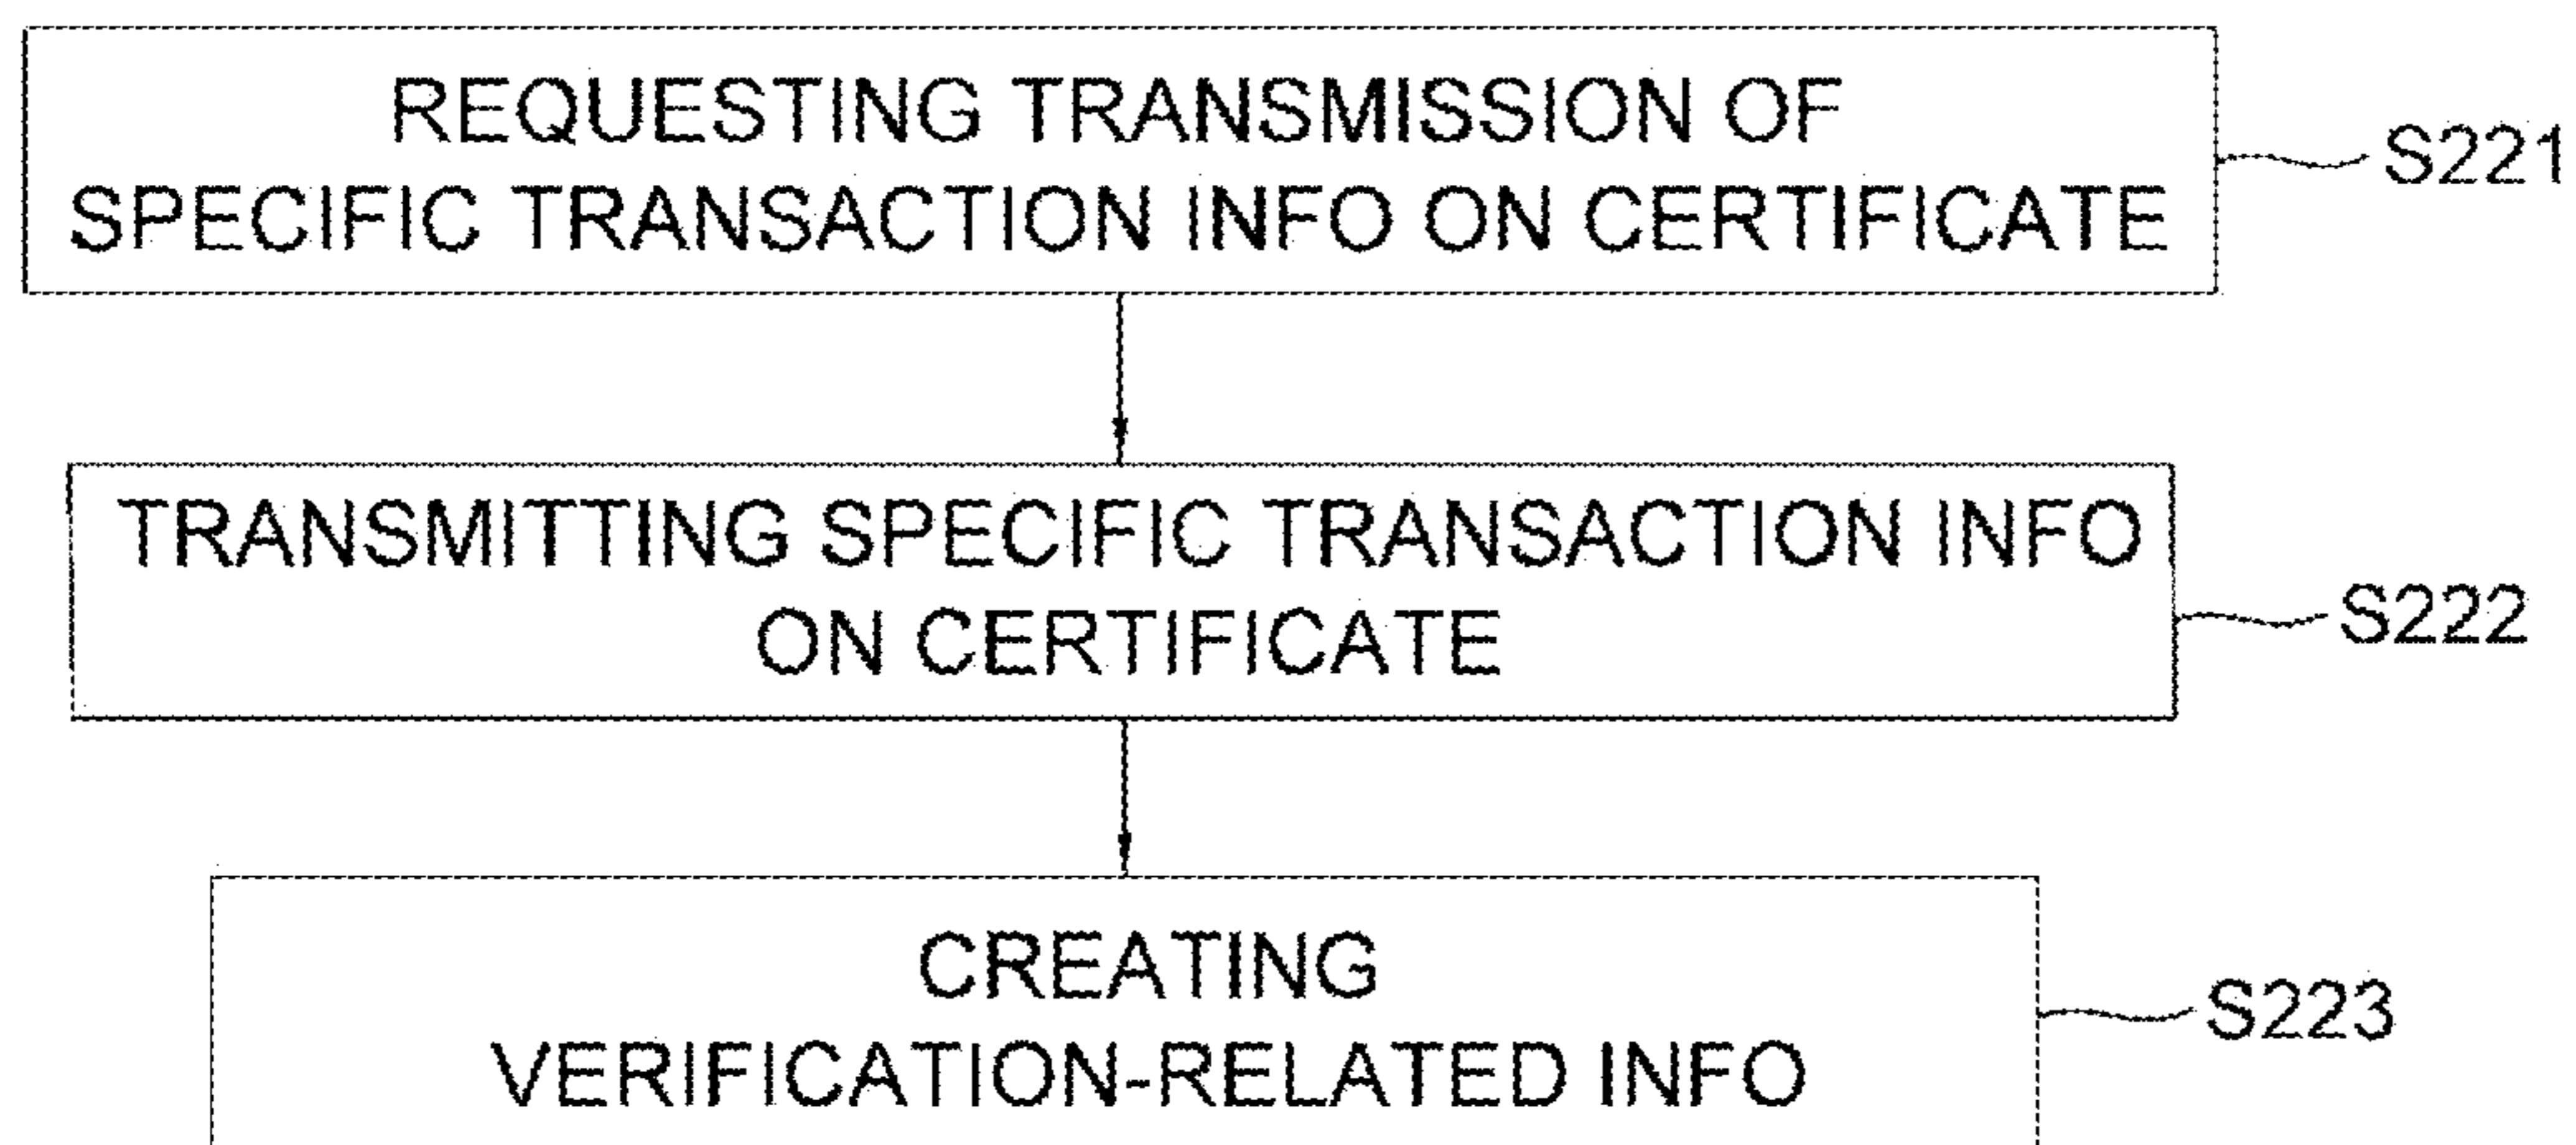 REQUESTING TRANSMISSION OF
SPECIFIC TRANSACTION INFO ON CERTIFICATE
S221
TRANSMITTING SPECIFIC TRANSACTION INFO
ON CERTIFICATE
S222
CREATING
VERIFICATION-RELATED INFO
S223